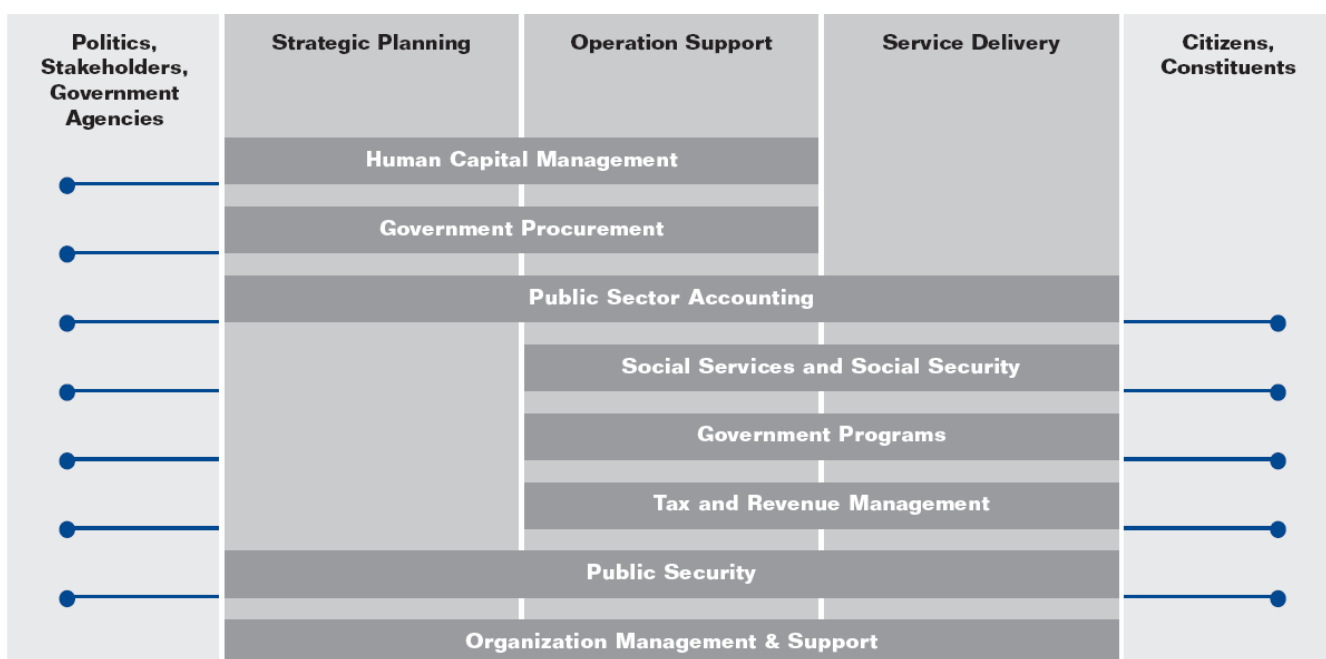 Politics,
Stakeholders,
Government
Agencies
Strategic Planning
Operation Support
Service Delivery
Citizens,
Constituents
Human Capital Management
Government Procurement
Public Sector Accounting
Social Services and Social Security
Government Programs
Tax and Revenue Management
Public Security
Organization Management & Support